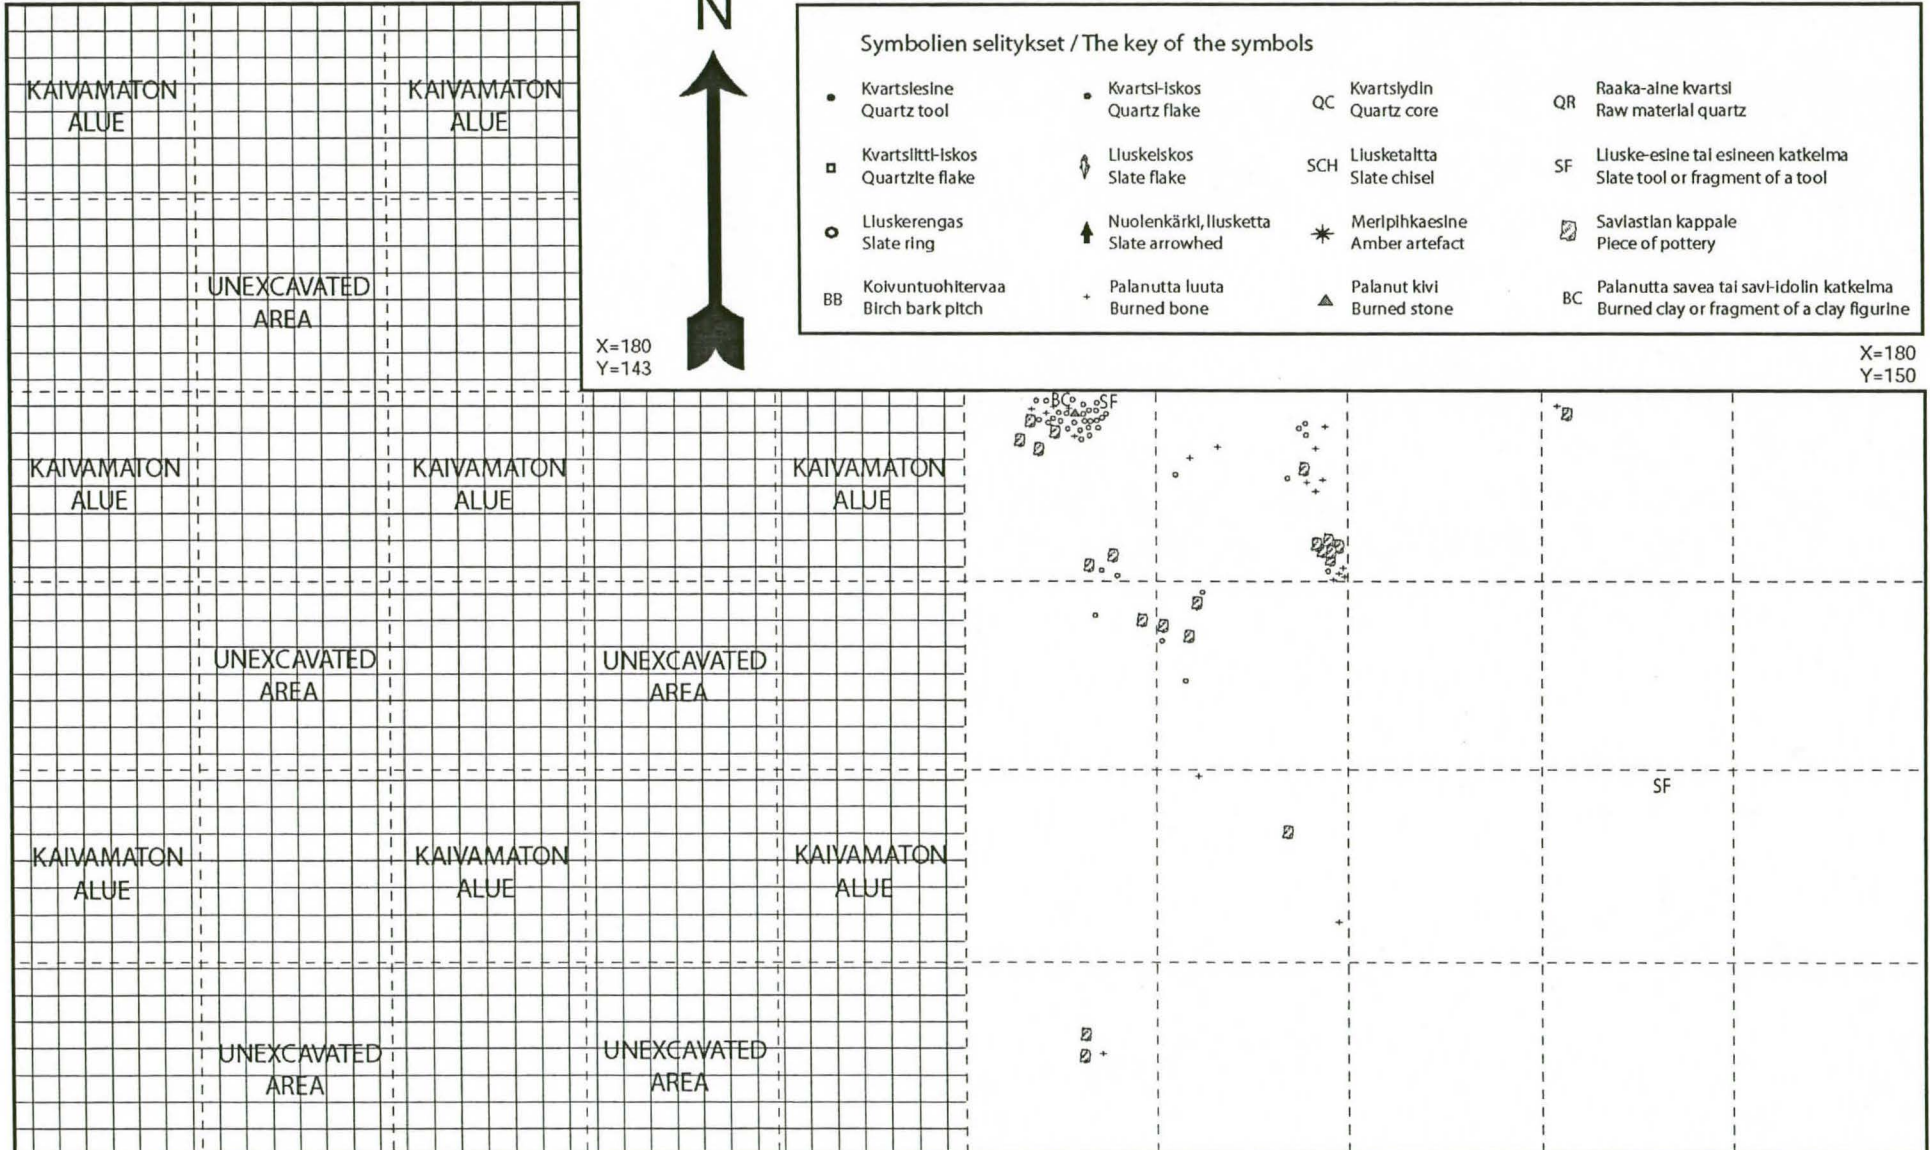 N
Symbolien selitykset / The key of the symbols
Kvartsiesine
Quartz tool
Kvartsi-iskos
Quartz flake
QC
Kvartsiydin
Quartz core
QR
Raaka-aine kvartsi
Raw material quartz
Kvartsiitti-iskos
Quartzite flake
Liuskeiskos
Slate flake
SCH
Liusketaltta
Slate chisel
SF
Liuske-esine tai esineen katkelma
Slate tool or fragment of a tool
Liuskerengas
Slate ring
Nuolenkärki, liusketta
Slate arrowhed
Meripihkaesine
Amber artefact
Saviastian kappale
Piece of pottery
BB
Koivuntuohitervaa
Birch bark pitch
Palanutta luuta
Burned bone
Palanut kivi
Burned stone
BC
Palanutta savea tai savi-idolin katkelma
Burned clay or fragment of a clay figurine
X=180
Y=143
X=180
Y=150
KAIVAMATON
ALUE
KAIVAMATON
ALUE
UNEXCAVATED
AREA
BC
SF
KAIVAMATON
ALUE
KAIVAMATON
ALUE
KAIVAMATON
ALUE
UNEXCAVATED
AREA
UNEXCAVATED
AREA
SF
KAIVAMATON
ALUE
KAIVAMATON
ALUE
KAIVAMATON
ALUE
UNEXCAVATED
AREA
UNEXCAVATED
AREA